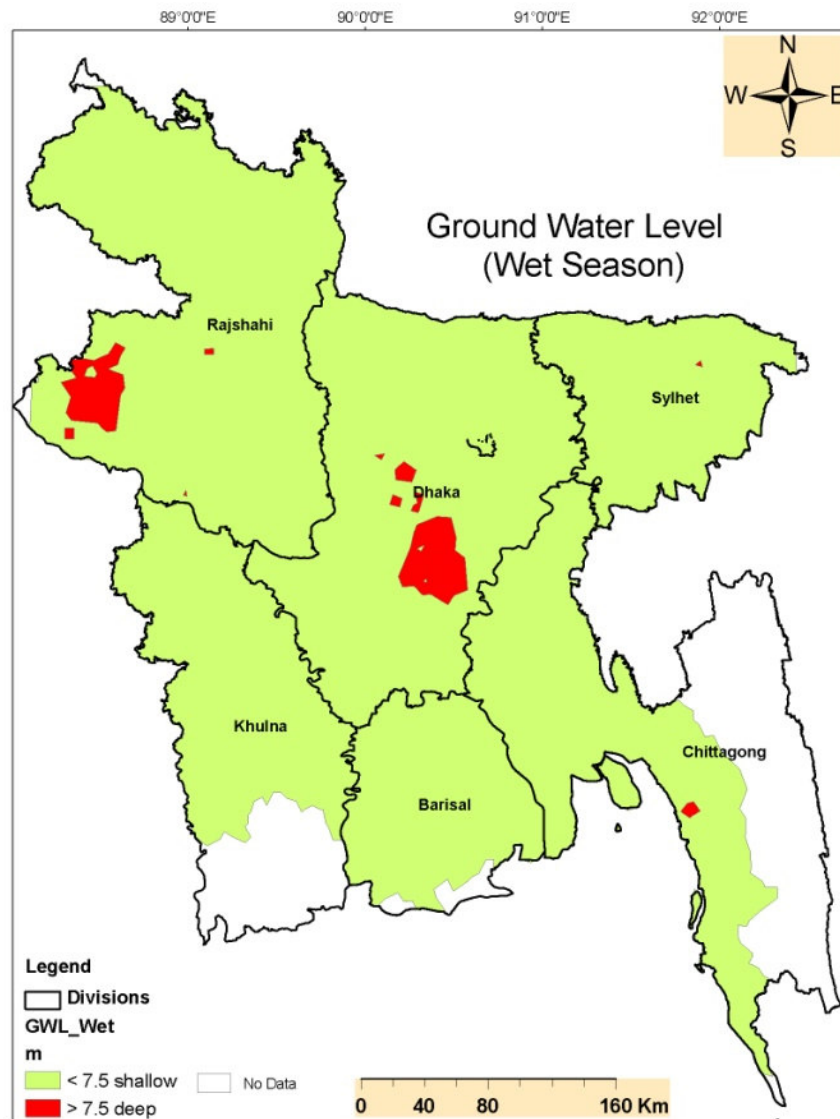 89°0'0"E 90°0'0"E 91°0'0"E 92°0'0"E
N
W E
S
Ground Water Level
(Wet Season)
Rajshahi
Sylhet
Dhaka
Khulna
Chittagong
Barisal
Legend
Divisions
GWL_Wet
m
< 7.5 shallow No Data
> 7.5 deep
0 40 80 160 Km